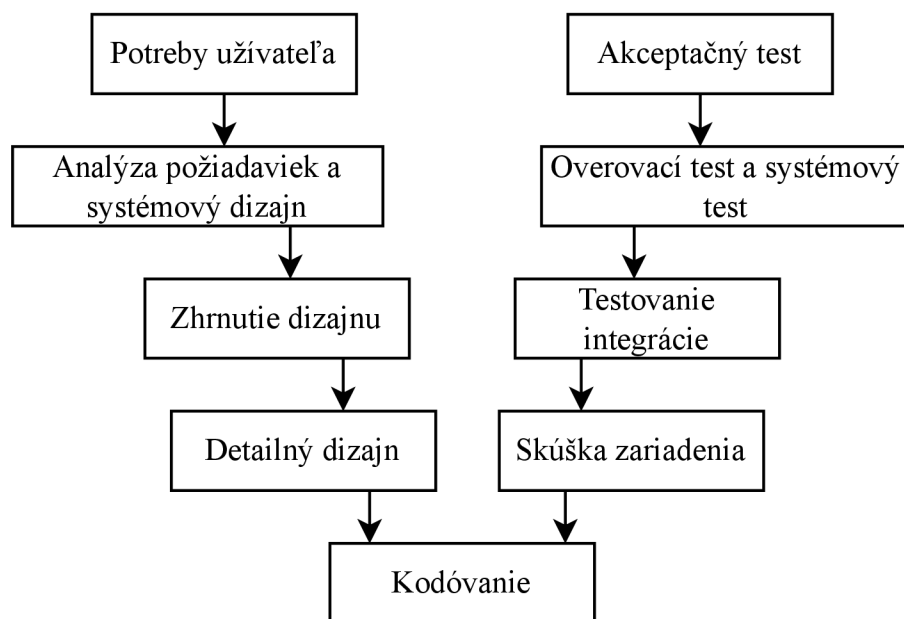 Potreby užívateľa
Akceptačný test
Analýza požiadaviek a
systémový dizajn
Overovací test a systémový
test
Zhrnutie dizajnu
Testovanie
integrácie
Detailný dizajn
Skúška zariadenia
Kodóvanie